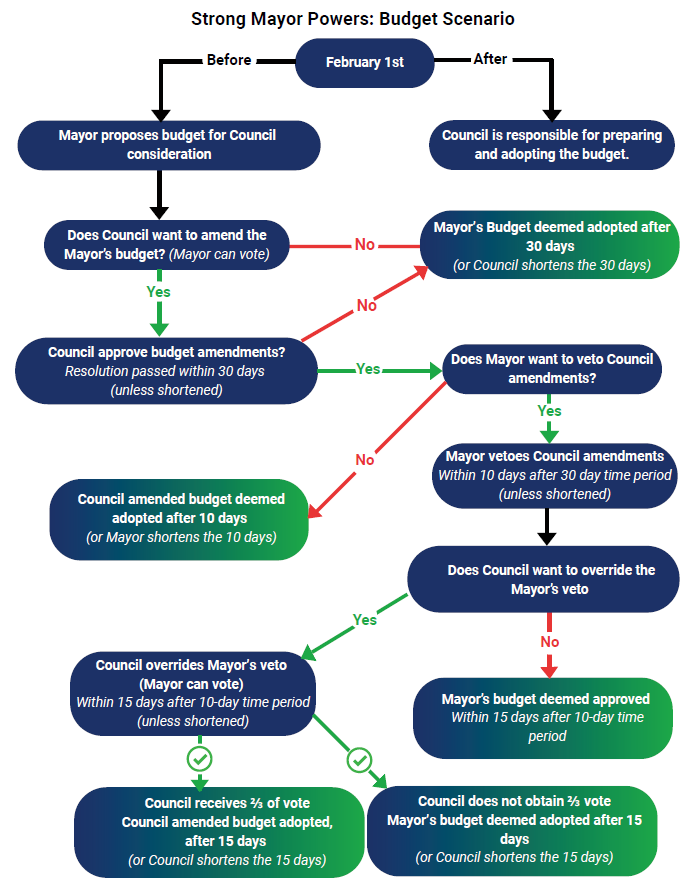 Strong Mayor Powers: Budget Scenario
Before
February 1st
After
Mayor proposes budget for Council
consideration
Council is responsible for preparing
and adopting the budget.
Does Council want to amend the
Mayor's budget? (Mayor can vote)
No
Mayor's Budget deemed adopted after
30 days
(or Council shortens the 30 days)
Yes
No
Council approve budget amendments?
Resolution passed within 30 days
(unless shortened)
Yes
Does Mayor want to veto Council
amendments?
Yes
No
Mayor vetoes Council amendments
Within 10 days after 30 day time period
(unless shortened)
Council amended budget deemed
adopted after 10 days
(or Mayor shortens the 10 days)
Does Council want to override the
Mayor's veto
Yes
No
Council overrides Mayor's veto
(Mayor can vote)
Within 15 days after 10-day time period
(unless shortened)
Mayor's budget deemed approved
Within 15 days after 10-day time
period
Council receives ⅔ of vote
Council amended budget adopted,
after 15 days
(or Council shortens the 15 days)
Council does not obtain ⅔ vote
Mayor's budget deemed adopted after 15
days
(or Council shortens the 15 days)